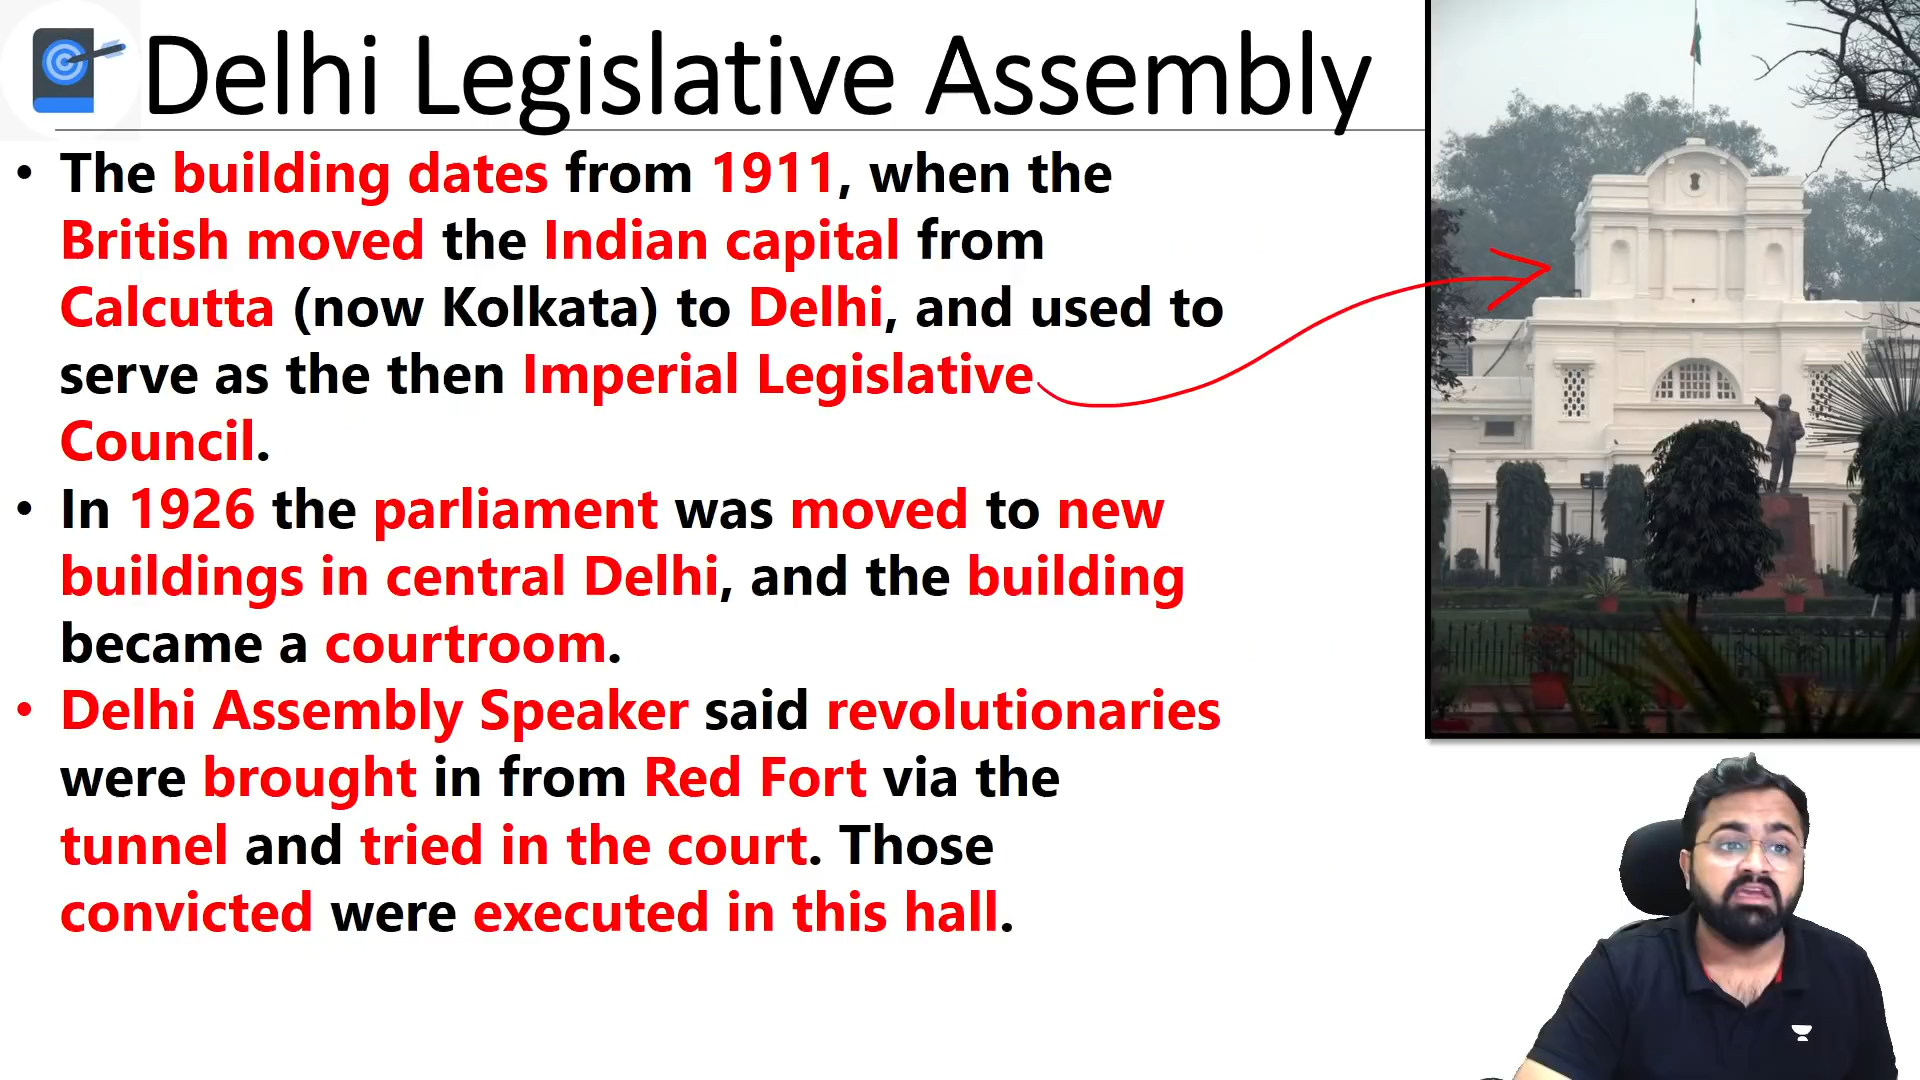 Delhi Legislative Assembly
• The building dates from 1911, when the
British moved the Indian capital from
Calcutta (now Kolkata) to Delhi, and used to
serve as the then Imperial Legislative
Council.
• In 1926 the parliament was moved to new
buildings in central Delhi, and the building
became a courtroom.
• Delhi Assembly Speaker said revolutionaries
were brought in from Red Fort via the
tunnel and tried in the court. Those
convicted were executed in this hall.